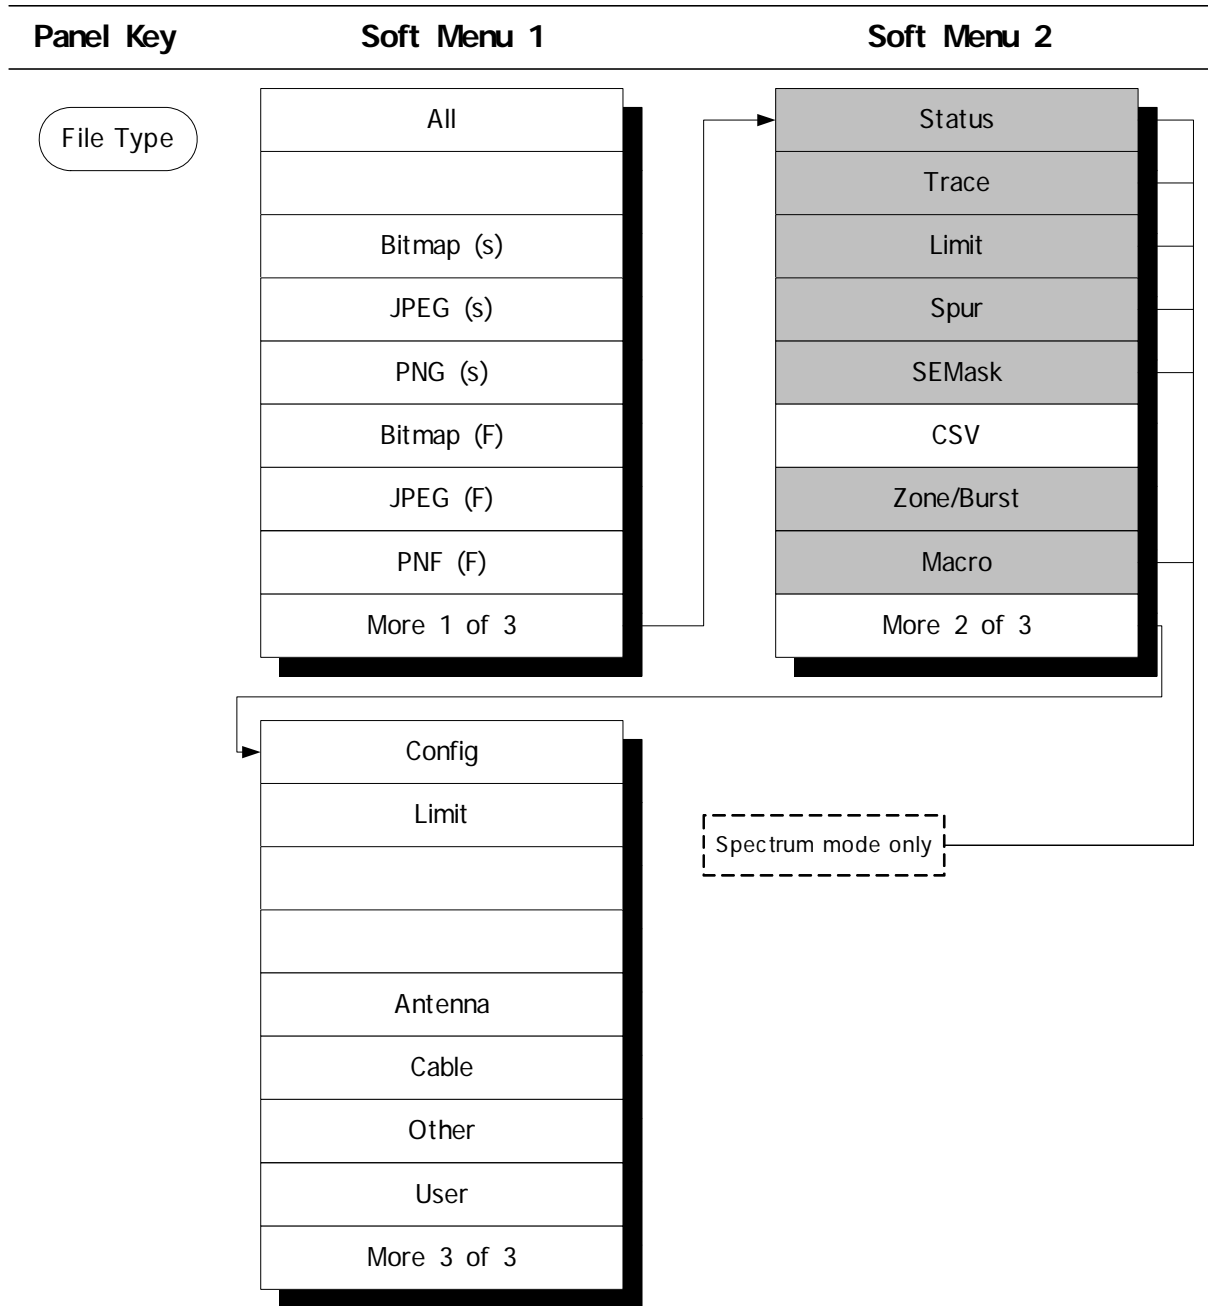 Panel Key Soft Menu 1 Soft Menu 2
File Type
All
Bitmap (s)
JPEG (s)
PNG (s)
Bitmap (F)
JPEG (F)
PNF (F)
More 1 of 3
Status
Trace
Limit
Spur
SEMask
CSV
Zone/Burst
Macro
More 2 of 3
Config
Limit
Antenna
Cable
Other
User
More 3 of 3
Spectrum mode only